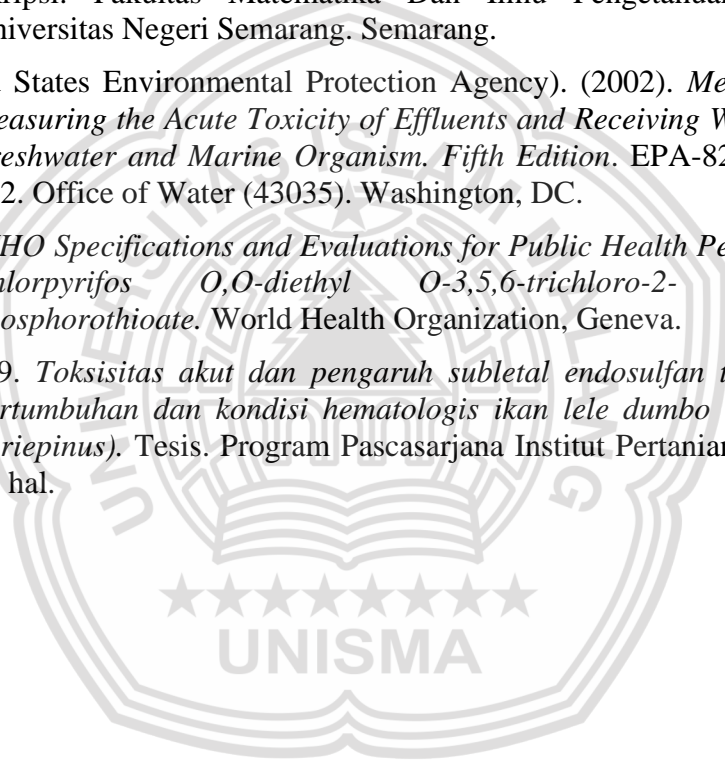 Fakultas Matematika Dan Ilmu
niversitas Negeri Semarang. Semarang.
States Environmental Protection Agency). (2002).
easuring the Acute Toxicity of Effluents and Receiving
reshwater and Marine Organism. Fifth Edition. EPA-82
2. Office of Water (43035). Washington, DC.
HO Specifications and Evaluations for Public Health Pe
hlorpyrifos O,O-diethyl O-3,5,6-trichloro-2-
osphorothioate. World Health Organization, Geneva.
9. Toksisitas akut dan pengaruh subletal endosulfan t
ertumbuhan dan kondisi hematologis ikan lele dumbo
riepinus). Tesis. Program Pascasarjana Institut Pertanian
hal.
UNIVERSITAS ISLAM MALANG
UNISMA